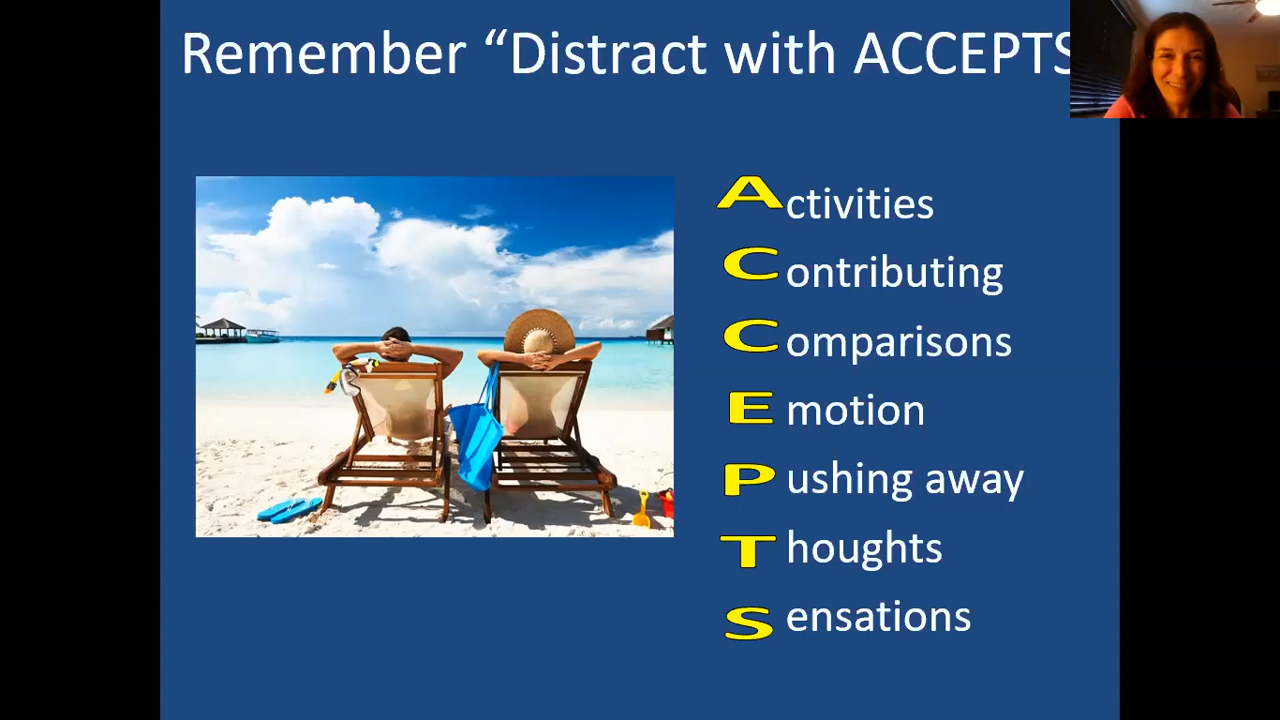 Remember “Distract with ACCEPTS
Activities
Contributing
Comparisons
Emotion
Pushing away
Thoughts
Sensations